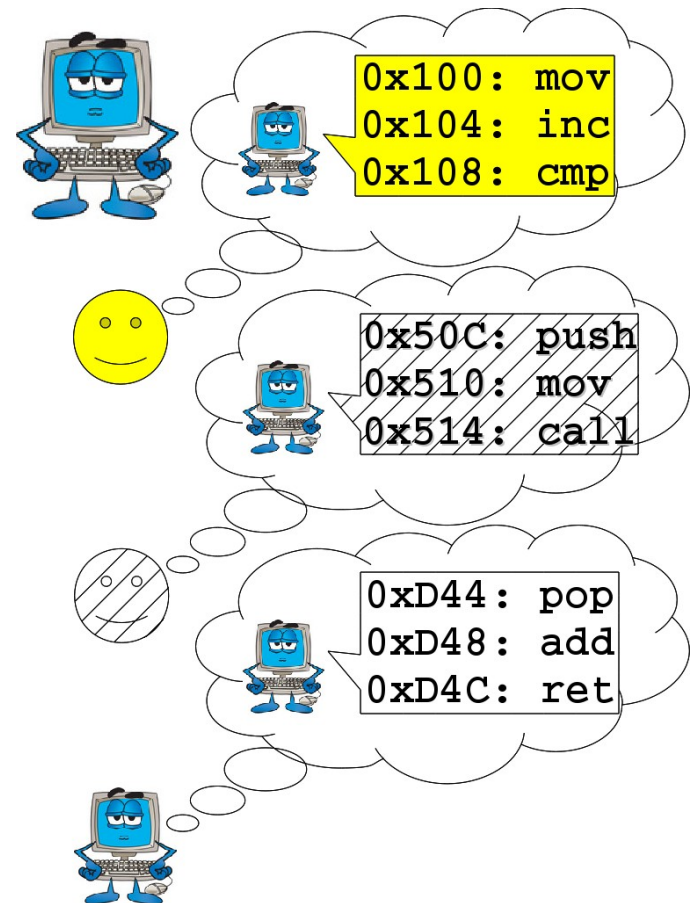 0x100: mov
0x104: inc
0x108: cmp
0x50C: push
0x510: mov
0x514: call
0xD44: pop
0xD48: add
0xD4C: ret